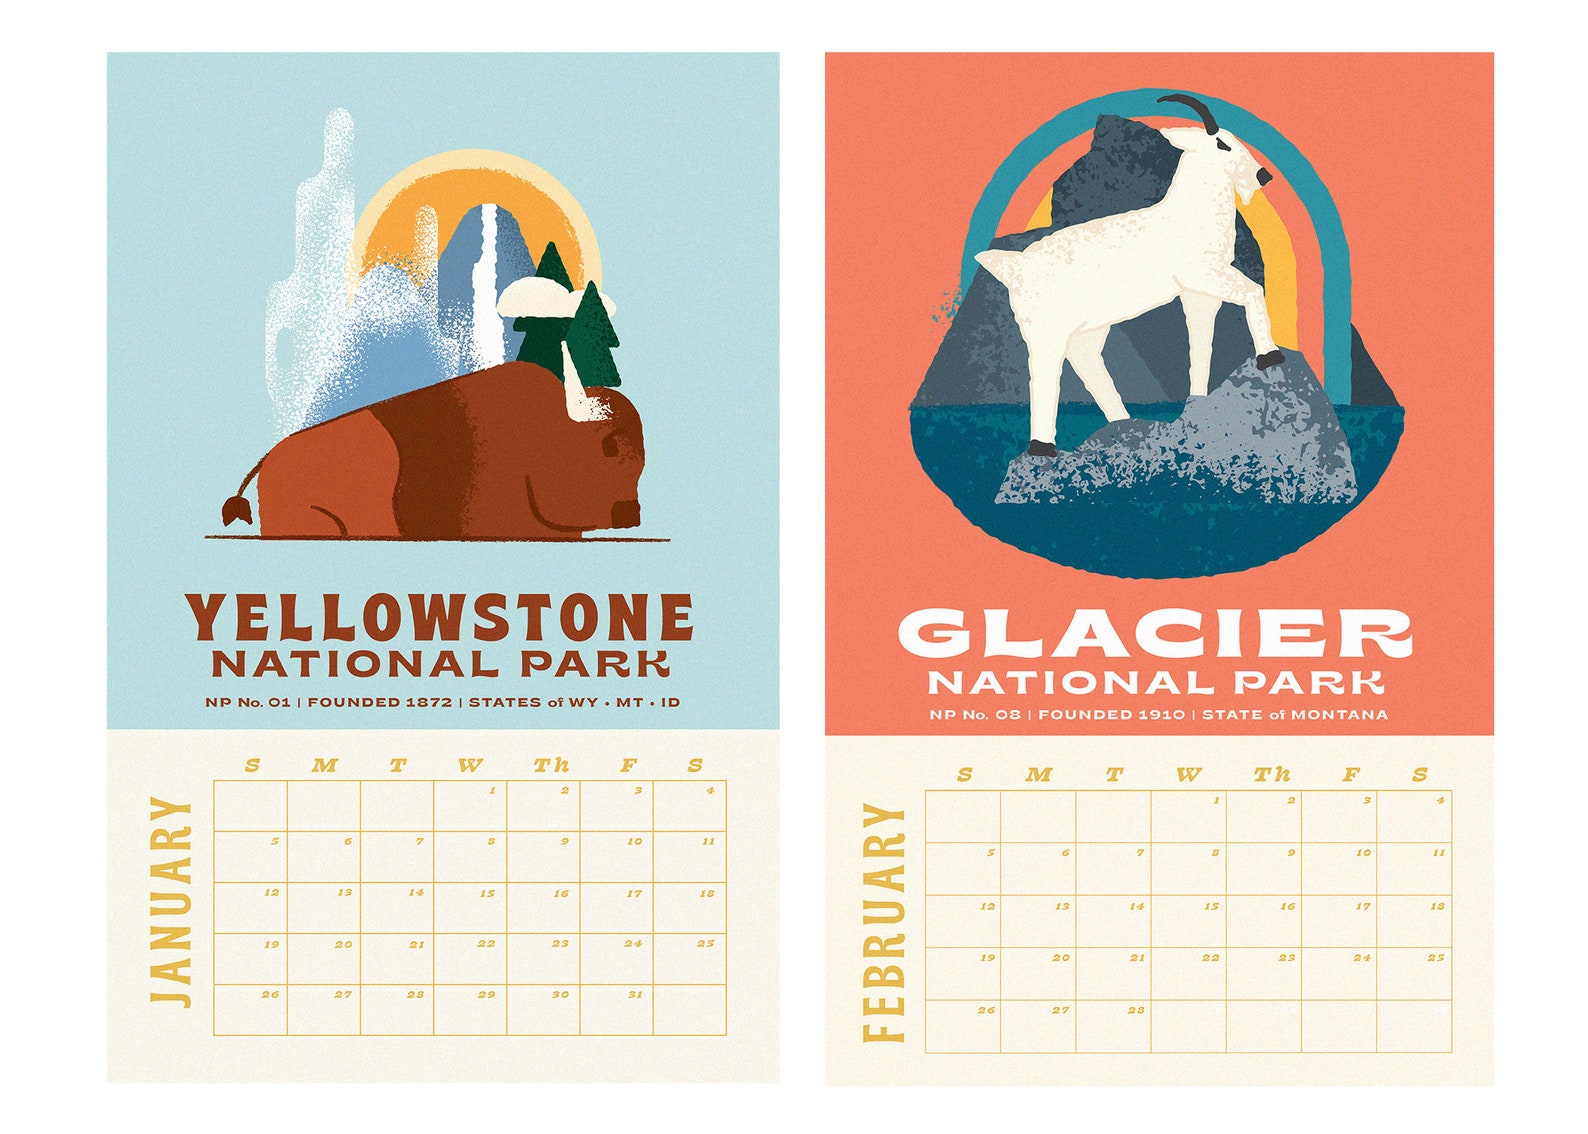 YELLOWSTONE
NATIONAL PARK
NP No. 01 | FOUNDED 1872 | STATES of WY • MT • ID
JANUARY
S M T W Th F S
1 2 3 4
5 6 7 8 9 10 11
12 13 14 15 16 17 18
19 20 21 22 23 24 25
26 27 28 29 30 31
GLACIER
NATIONAL PARK
NP No. 08 | FOUNDED 1910 | STATE of MONTANA
FEBRUARY
S M T W Th F S
1 2 3 4
5 6 7 8 9 10 11
12 13 14 15 16 17 18
19 20 21 22 23 24 25
26 27 28